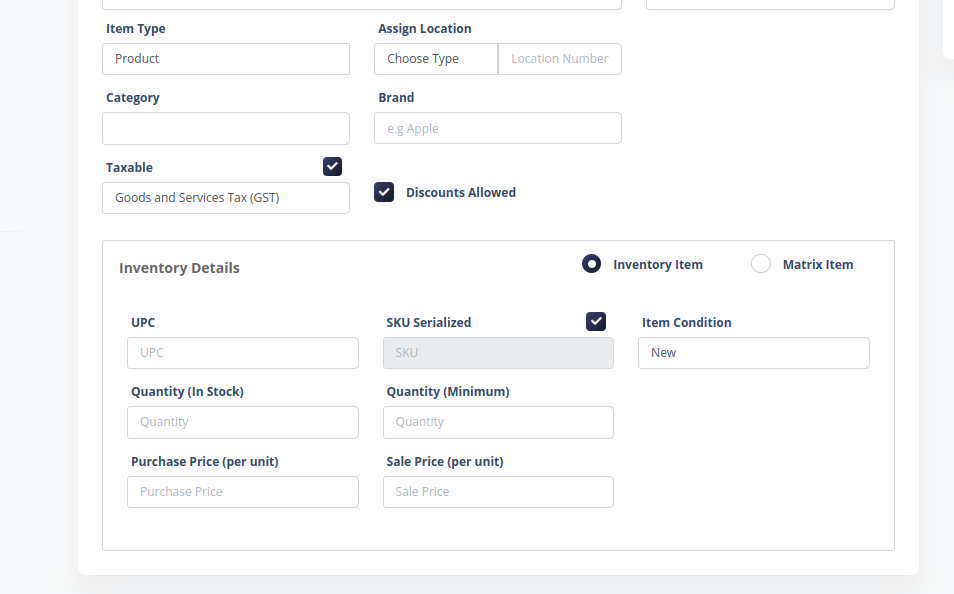 Item Type
Assign Location
Product
Choose Type
Location Number
Category
Brand
e.g Apple
Taxable
Goods and Services Tax (GST)
Discounts Allowed
Inventory Details
Inventory Item
Matrix Item
UPC
SKU Serialized
Item Condition
UPC
SKU
New
Quantity (In Stock)
Quantity (Minimum)
Quantity
Quantity
Purchase Price (per unit)
Sale Price (per unit)
Purchase Price
Sale Price